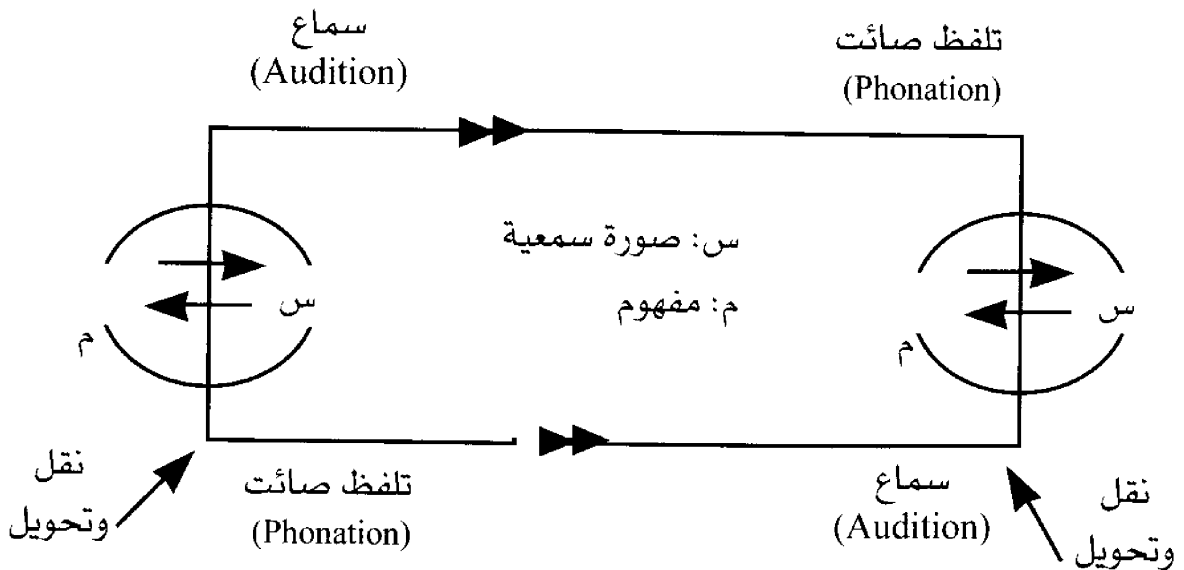 تلفظ صائت
(Phonation)
سماع
(Audition)
س: صورة سمعية
م: مفهوم
س
م
س
م
نقل
وتحويل
سماع
(Audition)
تلفظ صائت
(Phonation)
نقل
وتحويل